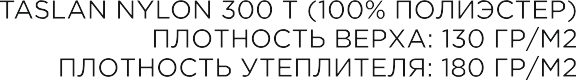 TASLAN NYLON 300 T (100% ПОЛИЭСТЕР)
ПЛОТНОСТЬ ВЕРХА: 130 ГР/М2
ПЛОТНОСТЬ УТЕПЛИТЕЛЯ: 180 ГР/М2